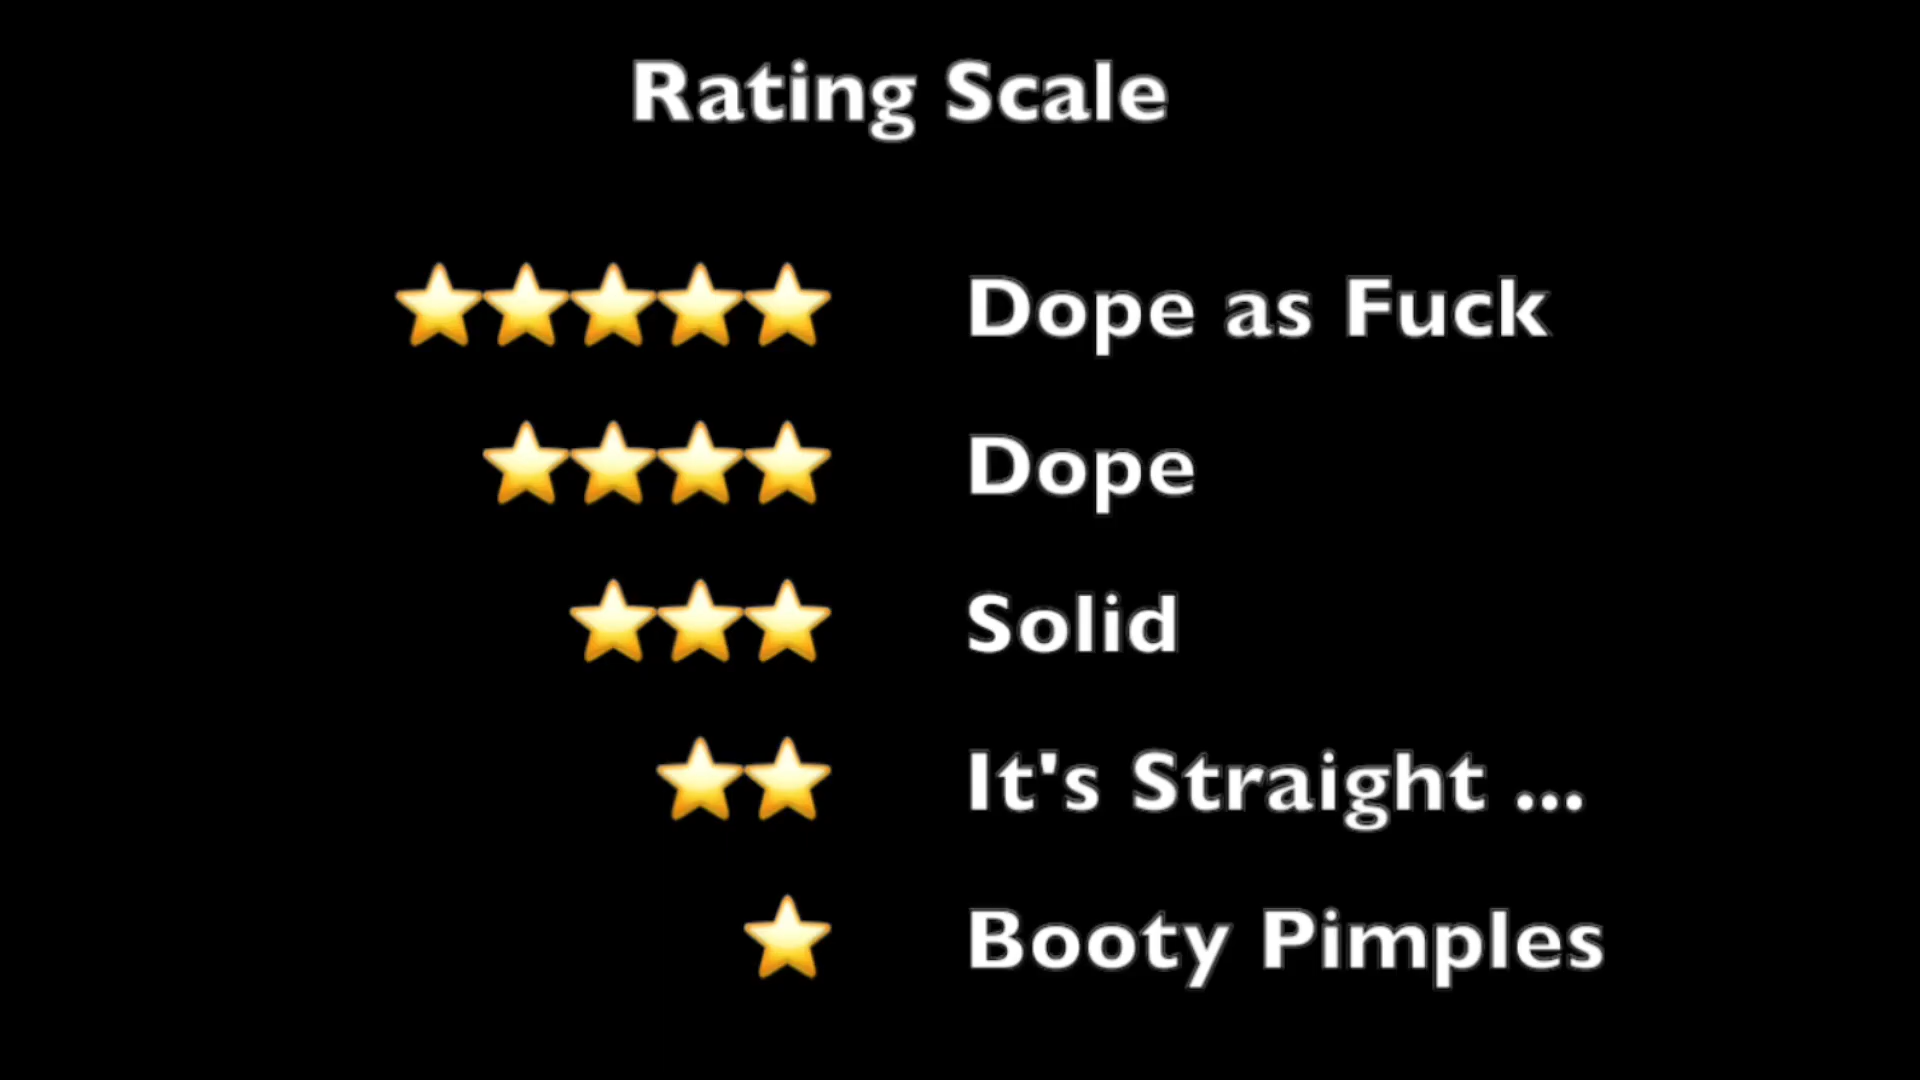 Rating Scale
⭐⭐⭐⭐⭐ Dope as Fuck
⭐⭐⭐⭐ Dope
⭐⭐⭐ Solid
⭐⭐ It's Straight ...
⭐ Booty Pimples